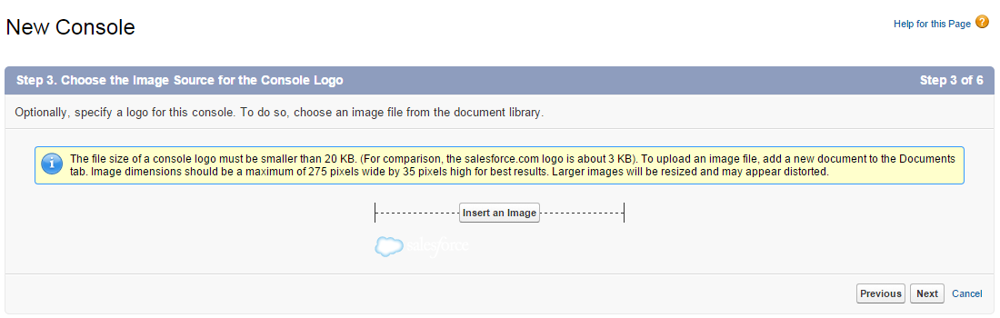 New Console
Help for this Page ?
Step 3. Choose the Image Source for the Console Logo
Step 3 of 6
Optionally, specify a logo for this console. To do so, choose an image file from the document library.
The file size of a console logo must be smaller than 20 KB. (For comparison, the salesforce.com logo is about 3 KB). To upload an image file, add a new document to the Documents
tab. Image dimensions should be a maximum of 275 pixels wide by 35 pixels high for best results. Larger images will be resized and may appear distorted.
Insert an Image
salesforce
Previous Next Cancel